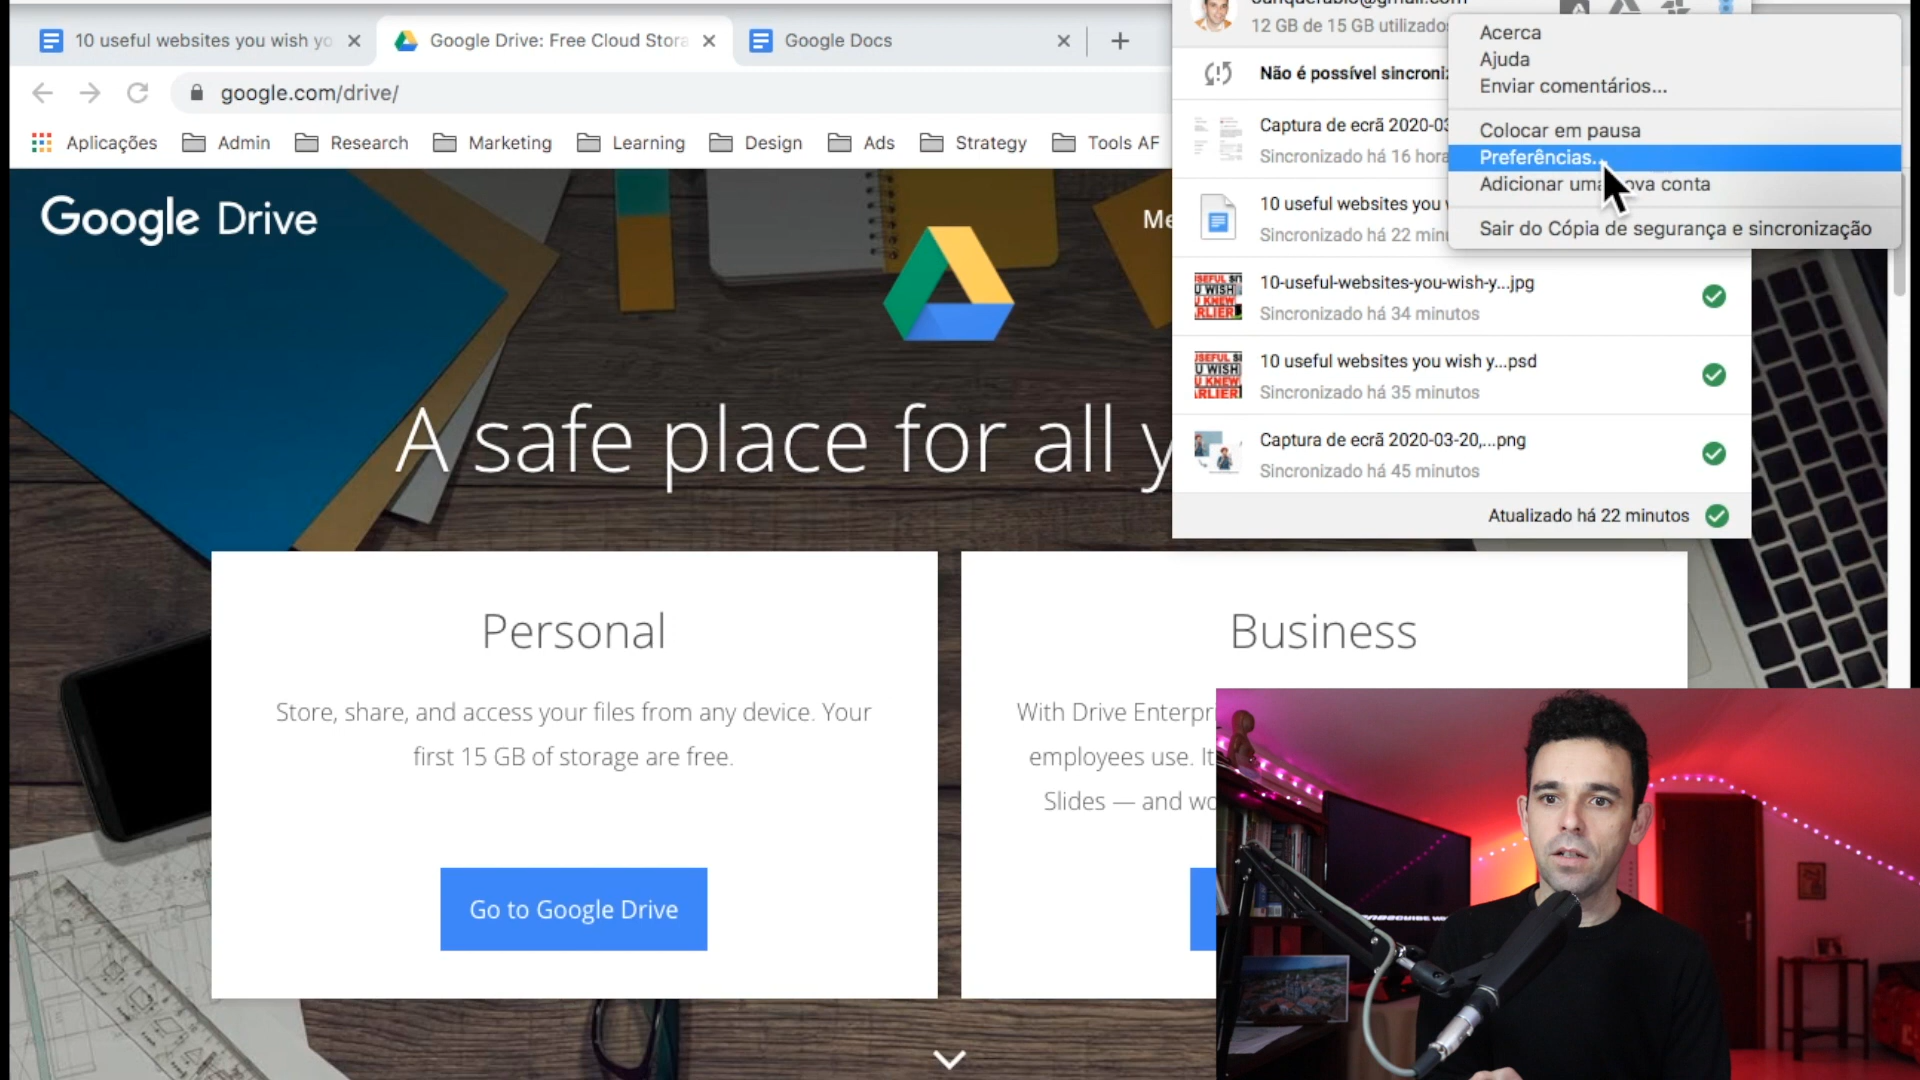 12 GB de 15 GB utilizados
Acerca
Ajuda
Enviar comentários...
Colocar em pausa
Preferências...
Adicionar uma nova conta
Sair do Cópia de segurança e sincronização
10 useful websites you wish yo
Google Drive: Free Cloud Stora
Google Docs
google.com/drive/
Aplicações
Admin
Research
Marketing
Learning
Design
Ads
Strategy
Tools AF
Não é possível sincroni
Captura de ecrã 2020-03
Sincronizado há 16 hora
10 useful websites you
Sincronizado há 22 min
10-useful-websites-you-wish-y...jpg
Sincronizado há 34 minutos
10 useful websites you wish y...psd
Sincronizado há 35 minutos
Captura de ecrã 2020-03-20,...png
Sincronizado há 45 minutos
Atualizado há 22 minutos
Google Drive
Me
A safe place for all y
Personal
Store, share, and access your files from any device. Your
first 15 GB of storage are free.
Go to Google Drive
Business
With Drive Enterpri
employees use. It
Slides — and wo